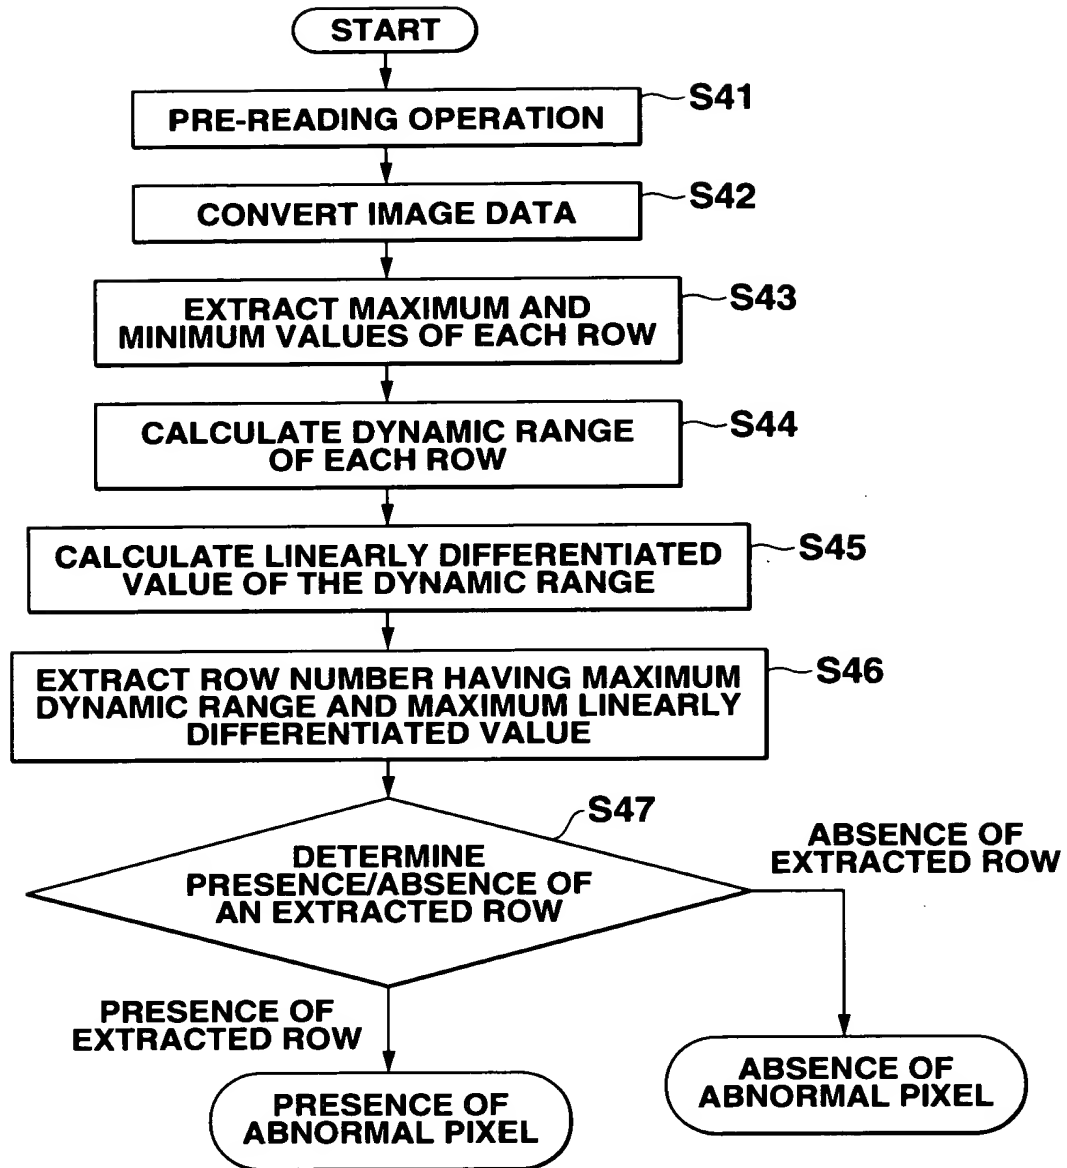 START
PRE-READING OPERATION
S41
CONVERT IMAGE DATA
S42
EXTRACT MAXIMUM AND
MINIMUM VALUES OF EACH ROW
S43
CALCULATE DYNAMIC RANGE
OF EACH ROW
S44
CALCULATE LINEARLY DIFFERENTIATED
VALUE OF THE DYNAMIC RANGE
S45
EXTRACT ROW NUMBER HAVING MAXIMUM
DYNAMIC RANGE AND MAXIMUM LINEARLY
DIFFERENTIATED VALUE
S46
DETERMINE
PRESENCE/ABSENCE OF
AN EXTRACTED ROW
S47
ABSENCE OF
EXTRACTED ROW
PRESENCE OF
EXTRACTED ROW
PRESENCE OF
ABNORMAL PIXEL
ABSENCE OF
ABNORMAL PIXEL